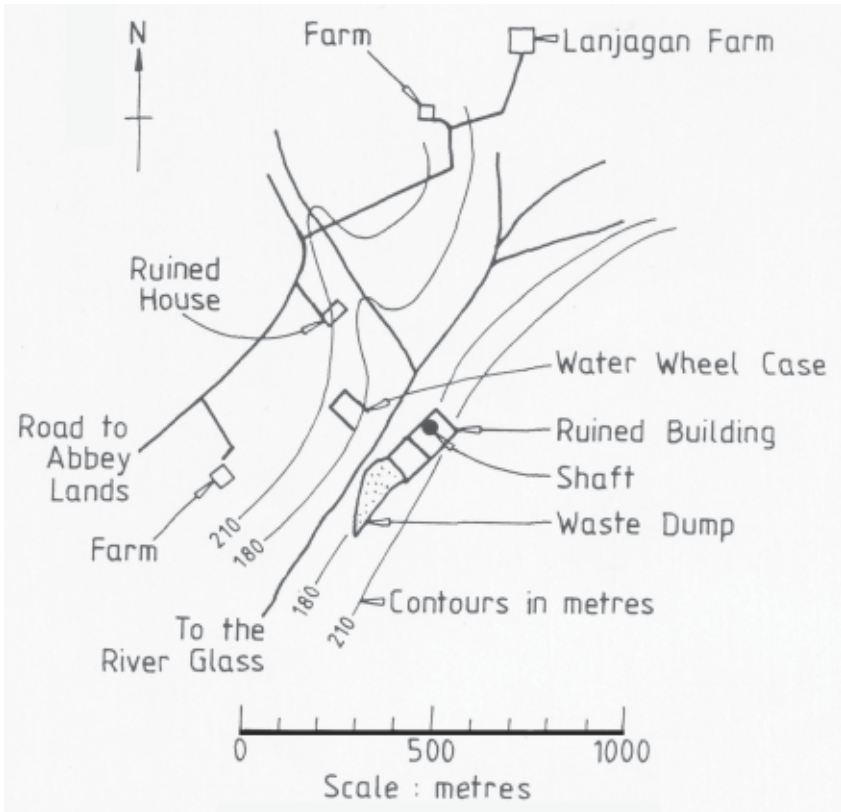 N
Farm
Lanjagan Farm
Ruined
House
Water Wheel Case
Road to
Abbey
Lands
Ruined Building
Shaft
Farm
Waste Dump
210
180
180
210
Contours in metres
To the
River Glass
0
500
1000
Scale : metres